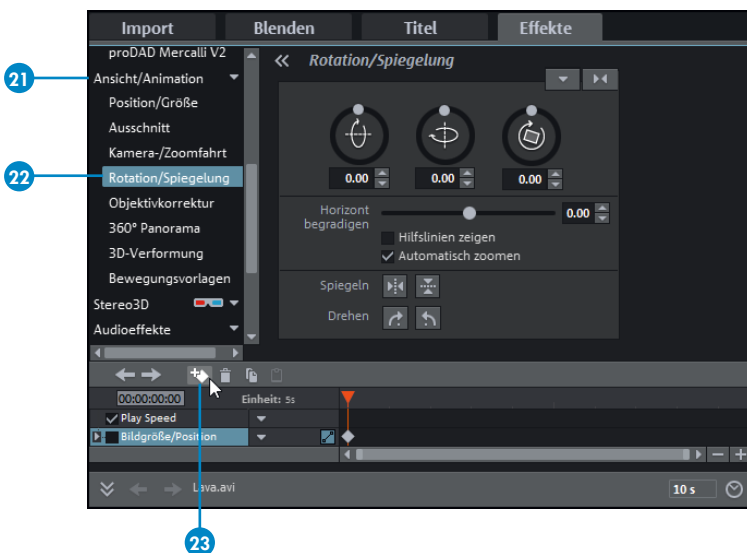 Import Blenden Titel Effekte
proDAD Mercalli V2
21
Ansicht/Animation
Position/Größe
Ausschnitt
Kamera-/Zoomfahrt
22
Rotation/Spiegelung
Objektivkorrektur
360° Panorama
3D-Verformung
Bewegungsvorlagen
Stereo3D
Audioeffekte
Rotation/Spiegelung
0.00 0.00 0.00
Horizont
begradigen
0.00
Hilfslinien zeigen
Automatisch zoomen
Spiegeln
Drehen
00:00:00:00 Einheit: 5s
Play Speed
Bildgröße/Position
Lava.avi
10 s
23